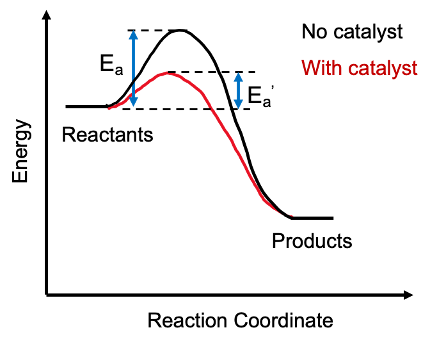 No catalyst
With catalyst
Eₐ
Eₐ’
Reactants
Products
Energy
Reaction Coordinate